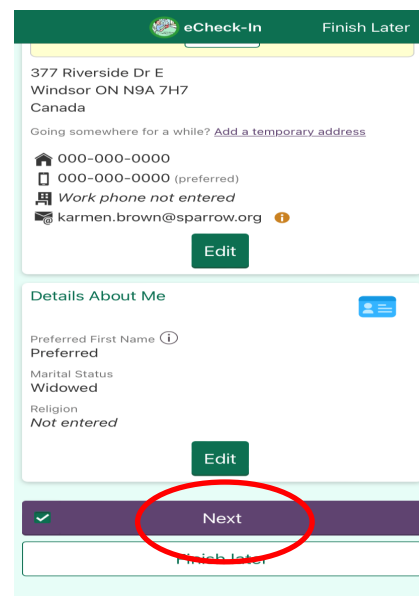 eCheck-In Finish Later
377 Riverside Dr E
Windsor ON N9A 7H7
Canada
Going somewhere for a while? Add a temporary address
000-000-0000
000-000-0000 (preferred)
Work phone not entered
karmen.brown@sparrow.org
Edit
Details About Me
Preferred First Name
Preferred
Marital Status
Widowed
Religion
Not entered
Edit
Next
Finish later